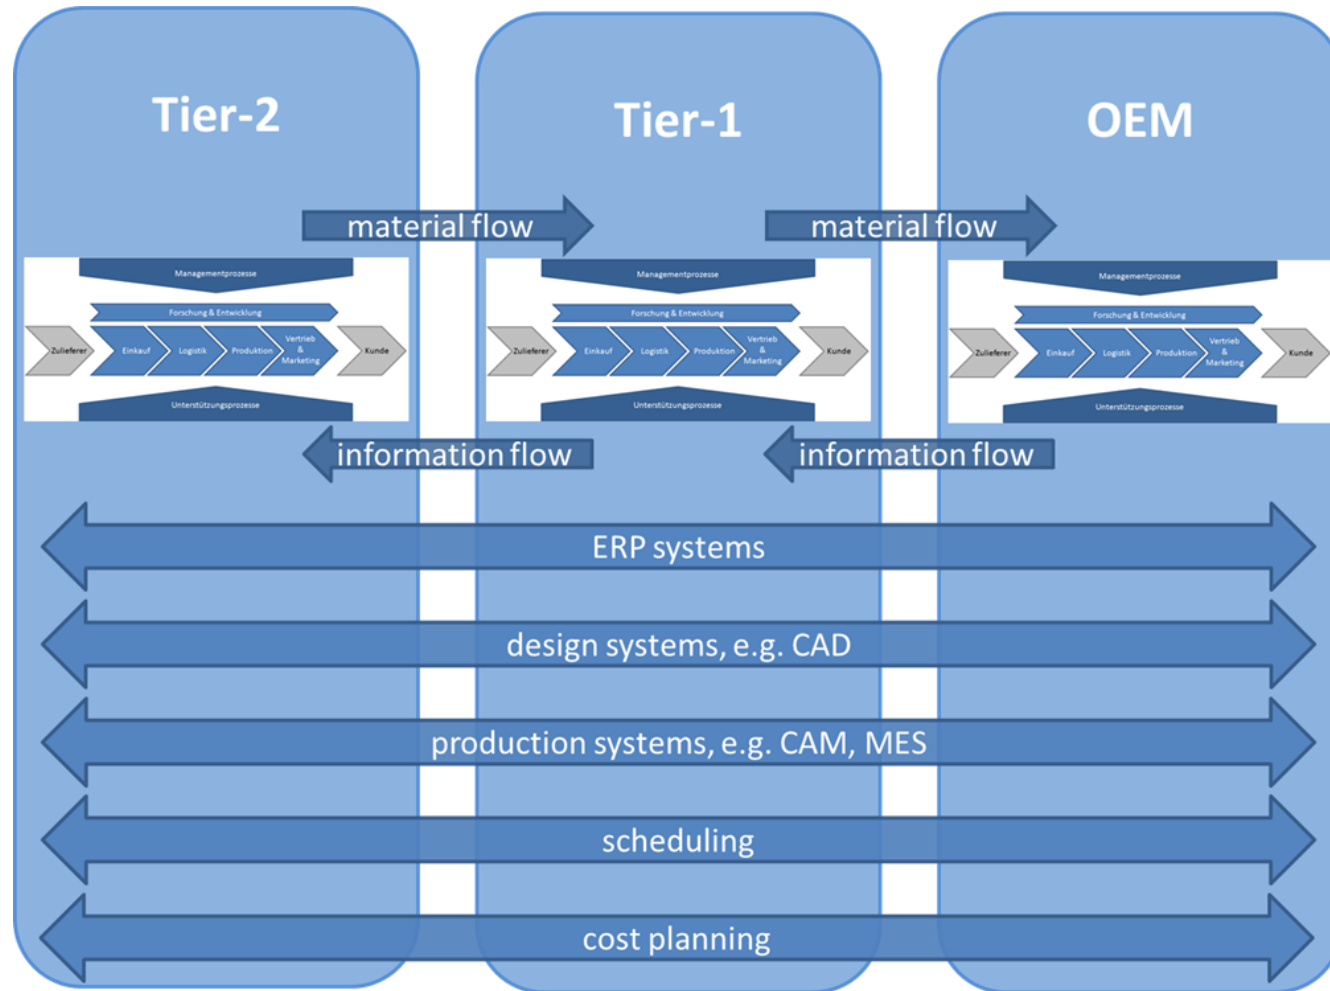 Tier-2
Tier-1
OEM
material flow
material flow
Managementprozesse
Forschung & Entwicklung
Zulieferer
Einkauf
Logistik
Produktion
Vertrieb
&
Marketing
Kunde
Unterstützungsprozesse
Managementprozesse
Forschung & Entwicklung
Zulieferer
Einkauf
Logistik
Produktion
Vertrieb
&
Marketing
Kunde
Unterstützungsprozesse
Managementprozesse
Forschung & Entwicklung
Zulieferer
Einkauf
Logistik
Produktion
Vertrieb
&
Marketing
Kunde
Unterstützungsprozesse
information flow
information flow
ERP systems
design systems, e.g. CAD
production systems, e.g. CAM, MES
scheduling
cost planning